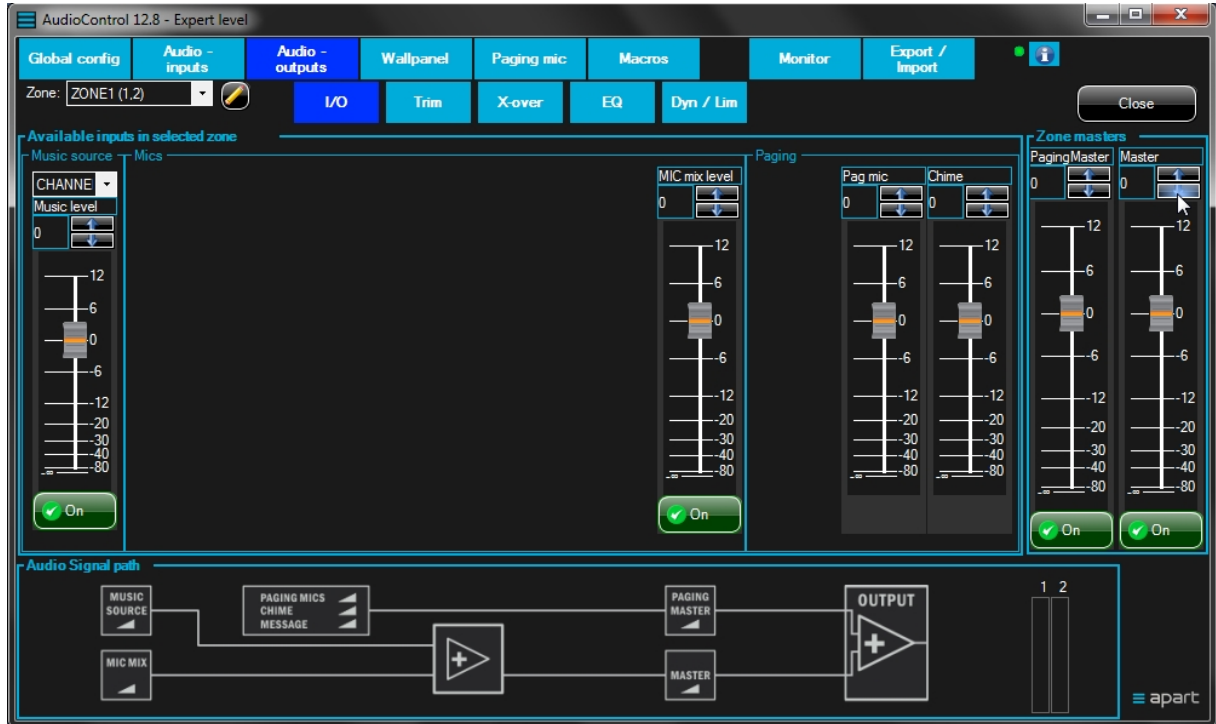 AudioControl 12.8 - Expert level
Global config
Audio -
inputs
Audio -
outputs
Wallpanel
Paging mic
Macros
Monitor
Export /
Import
Zone:
ZONE1 (1,2)
I/O
Trim
X-over
EQ
Dyn / Lim
Close
Available inputs in selected zone
Music source
CHANNE
Music level
0
12
6
0
-6
-12
-20
-30
-40
-80
-∞
On
Mics
MIC mix level
0
12
6
0
-6
-12
-20
-30
-40
-80
-∞
On
Paging
Pag mic
0
12
6
0
-6
-12
-20
-30
-40
-80
-∞
Chime
0
12
6
0
-6
-12
-20
-30
-40
-80
-∞
Zone masters
PagingMaster
0
12
6
0
-6
-12
-20
-30
-40
-80
-∞
On
Master
0
12
6
0
-6
-12
-20
-30
-40
-80
-∞
On
Audio Signal path
MUSIC
SOURCE
MIC MIX
PAGING MICS
CHIME
MESSAGE
PAGING
MASTER
MASTER
OUTPUT
1 2
apart